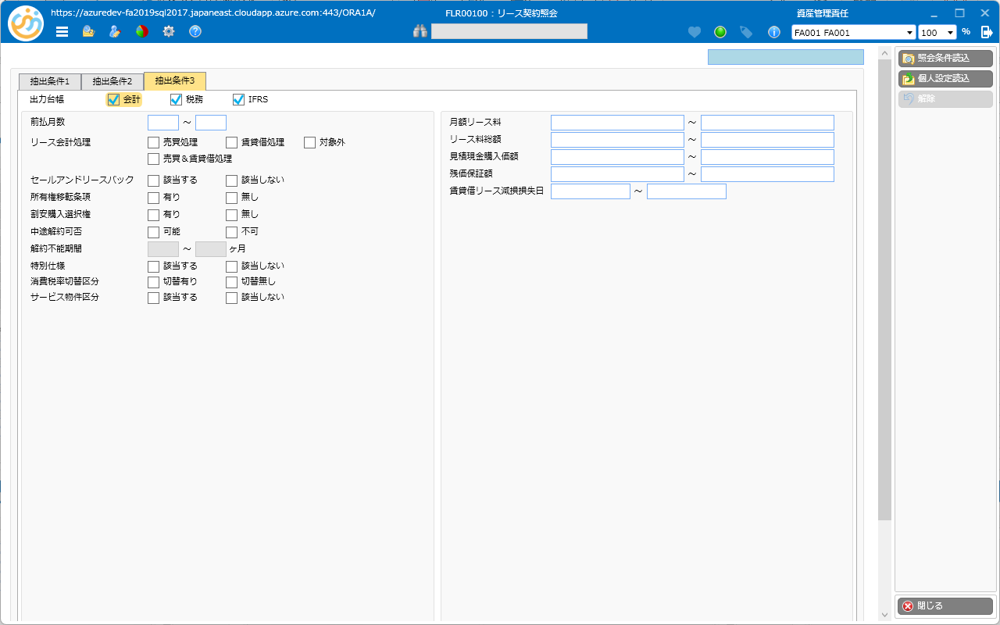 https://azuredev-fa2019sql2017.japaneast.cloudapp.azure.com:443/ORA1A/
FLR00100：リース契約照会
資産管理責任
FA001 FA001
100
%
照会条件読込
個人設定読込
解除
抽出条件1
抽出条件2
抽出条件3
出力台帳
会計
税務
IFRS
前払月数
～
リース会計処理
売買処理
賃貸借処理
対象外
売買＆賃貸借処理
セールアンドリースバック
該当する
該当しない
所有権移転条項
有り
無し
割安購入選択権
有り
無し
中途解約可否
可能
不可
解約不能期間
～
ヶ月
特別仕様
該当する
該当しない
消費税率切替区分
切替有り
切替無し
サービス物件区分
該当する
該当しない
月額リース料
～
リース料総額
～
見積現金購入価額
～
残価保証額
～
賃貸借リース減損損失日
～
閉じる